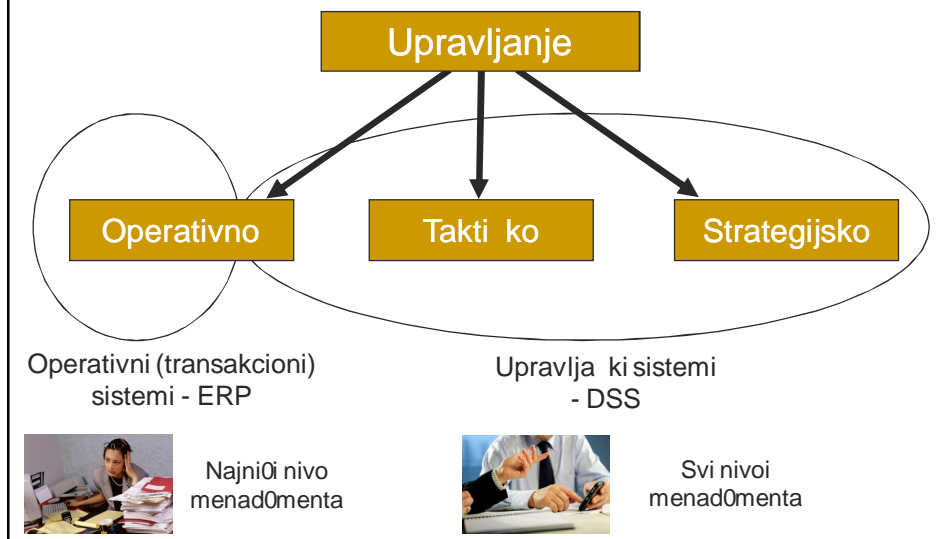 Upravljanje
Operativno
Takti ko
Strategijsko
Operativni (transakcioni)
sistemi - ERP
Upravlja ki sistemi
- DSS
Najni0i nivo
menad0menta
Svi nivoi
menad0menta